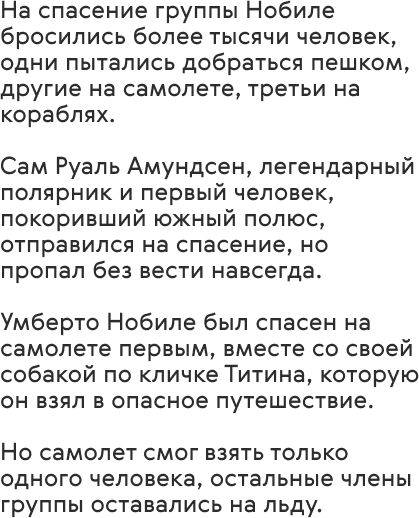 На спасение группы Нобиле
бросились более тысячи человек,
одни пытались добраться пешком,
другие на самолете, третьи на
кораблях.
Сам Руаль Амундсен, легендарный
полярник и первый человек,
покоривший южный полюс,
отправился на спасение, но
пропал без вести навсегда.
Умберто Нобиле был спасен на
самолете первым, вместе со своей
собакой по кличке Титина, которую
он взял в опасное путешествие.
Но самолет смог взять только
одного человека, остальные члены
группы оставались на льду.